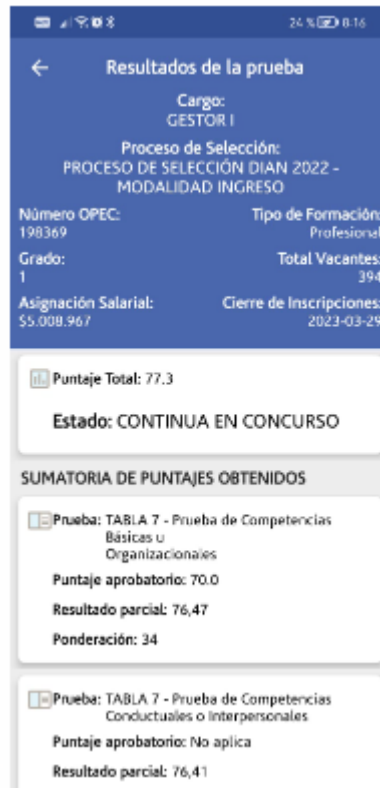 24 % 8:16
Resultados de la prueba
Cargo:
GESTOR I
Proceso de Selección:
PROCESO DE SELECCIÓN DIAN 2022 -
MODALIDAD INGRESO
Número OPEC: Tipo de Formación:
198369 Profesional
Grado: Total Vacantes:
1 394
Asignación Salarial: Cierre de Inscripciones:
$5.008.967 2023-03-29
Puntaje Total: 77.3
Estado: CONTINUA EN CONCURSO
SUMATORIA DE PUNTAJES OBTENIDOS
Prueba: TABLA 7 - Prueba de Competencias
Básicas u
Organizacionales
Puntaje aprobatorio: 70.0
Resultado parcial: 76,47
Ponderación: 34
Prueba: TABLA 7 - Prueba de Competencias
Conductuales o Interpersonales
Puntaje aprobatorio: No aplica
Resultado parcial: 76,41